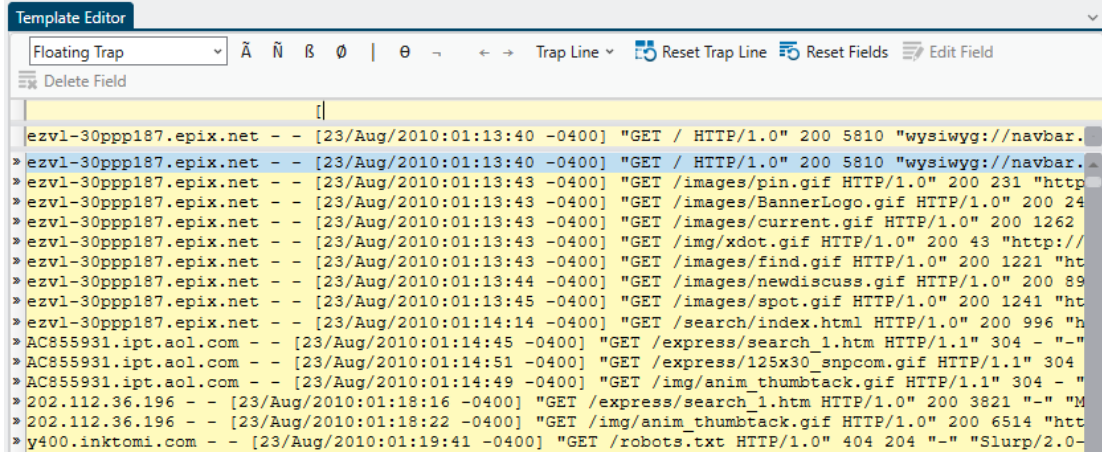 Template Editor
Floating Trap Ã Ñ ß Ø | ɵ ¬ ← → Trap Line Reset Trap Line Reset Fields Edit Field
Delete Field
[
ezvl-30ppp187.epix.net - - [23/Aug/2010:01:13:40 -0400] "GET / HTTP/1.0" 200 5810 "wysiwyg://navbar.
» ezvl-30ppp187.epix.net - - [23/Aug/2010:01:13:40 -0400] "GET / HTTP/1.0" 200 5810 "wysiwyg://navbar.
» ezvl-30ppp187.epix.net - - [23/Aug/2010:01:13:43 -0400] "GET /images/pin.gif HTTP/1.0" 200 231 "http
» ezvl-30ppp187.epix.net - - [23/Aug/2010:01:13:43 -0400] "GET /images/BannerLogo.gif HTTP/1.0" 200 24
» ezvl-30ppp187.epix.net - - [23/Aug/2010:01:13:43 -0400] "GET /images/current.gif HTTP/1.0" 200 1262
» ezvl-30ppp187.epix.net - - [23/Aug/2010:01:13:43 -0400] "GET /img/xdot.gif HTTP/1.0" 200 43 "http://
» ezvl-30ppp187.epix.net - - [23/Aug/2010:01:13:43 -0400] "GET /images/find.gif HTTP/1.0" 200 1221 "ht
» ezvl-30ppp187.epix.net - - [23/Aug/2010:01:13:44 -0400] "GET /images/newdiscuss.gif HTTP/1.0" 200 89
» ezvl-30ppp187.epix.net - - [23/Aug/2010:01:13:45 -0400] "GET /images/spot.gif HTTP/1.0" 200 1241 "ht
» ezvl-30ppp187.epix.net - - [23/Aug/2010:01:14:14 -0400] "GET /search/index.html HTTP/1.0" 200 996 "h
» AC855931.ipt.aol.com - - [23/Aug/2010:01:14:45 -0400] "GET /express/search_1.htm HTTP/1.1" 304 - "-"
» AC855931.ipt.aol.com - - [23/Aug/2010:01:14:51 -0400] "GET /express/125x30_snpcom.gif HTTP/1.1" 304
» AC855931.ipt.aol.com - - [23/Aug/2010:01:14:49 -0400] "GET /img/anim_thumbtack.gif HTTP/1.1" 304 - "
» 202.112.36.196 - - [23/Aug/2010:01:18:16 -0400] "GET /express/search_1.htm HTTP/1.0" 200 3821 "-" "M
» 202.112.36.196 - - [23/Aug/2010:01:18:22 -0400] "GET /img/anim_thumbtack.gif HTTP/1.0" 200 6514 "htt
» y400.inktomi.com - - [23/Aug/2010:01:19:41 -0400] "GET /robots.txt HTTP/1.0" 404 204 "-" "Slurp/2.0-